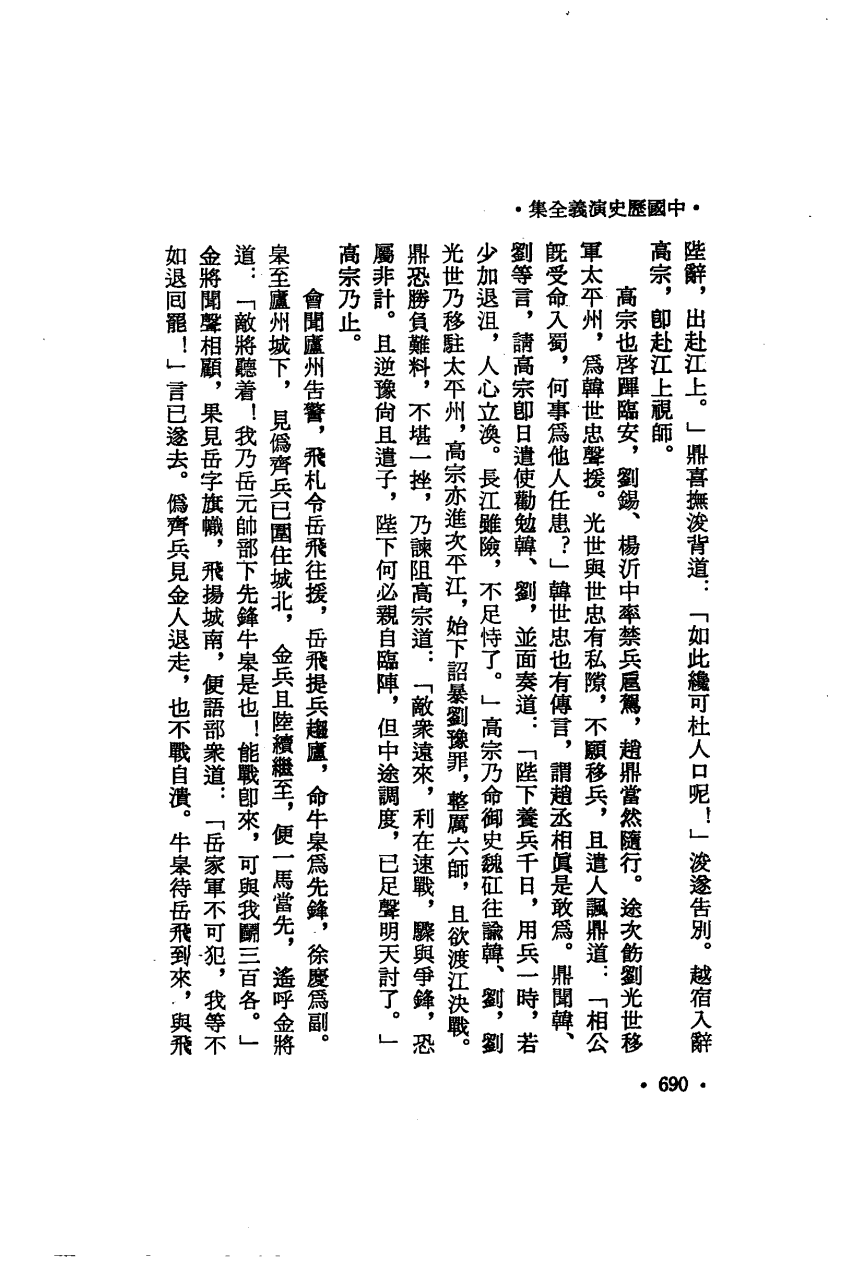 •中國歷史演義全集•
陛辭，出赴江上。」鼎喜撫浚背道：「如此纔可杜人口呢！」浚遂告別。越宿入辭
高宗，卽赴江上視師。
高宗也啓蹕臨安，劉錫、楊沂中率禁兵扈駕，趙鼎當然隨行。途次飭劉光世移
軍太平州，爲韓世忠聲援。光世與世忠有私隙，不願移兵，且遣人諷鼎道：「相公
旣受命入蜀，何事爲他人任患？」韓世忠也有傳言，謂趙丞相眞是敢爲。鼎聞韓、
劉等言，請高宗卽日遣使勸勉韓、劉，並面奏道：「陛下養兵千日，用兵一時，若
少加退沮，人心立渙。長江雖險，不足恃了。」高宗乃命御史魏矼往諭韓、劉，劉
光世乃移駐太平州，高宗亦進次平江，始下詔暴劉豫罪，整厲六師，且欲渡江決戰。
鼎恐勝負難料，不堪一挫，乃諫阻高宗道：「敵衆遠來，利在速戰，驟與爭鋒，恐
屬非計。且逆豫尙且遣子，陛下何必親自臨陣，但中途調度，已足聲明天討了。」
高宗乃止。
會聞廬州告警，飛札令岳飛往援，岳飛提兵趨廬，命牛臯爲先鋒，徐慶爲副。
臯至廬州城下，見僞齊兵已圍住城北，金兵且陸續繼至，便一馬當先，遙呼金將
道：「敵將聽着！我乃岳元帥部下先鋒牛臯是也！能戰卽來，可與我鬭三百各。」
金將聞聲相顧，果見岳字旗幟，飛揚城南，便語部衆道：「岳家軍不可犯，我等不
如退回罷！」言已遂去。僞齊兵見金人退走，也不戰自潰。牛臯待岳飛到來，與飛
•690•